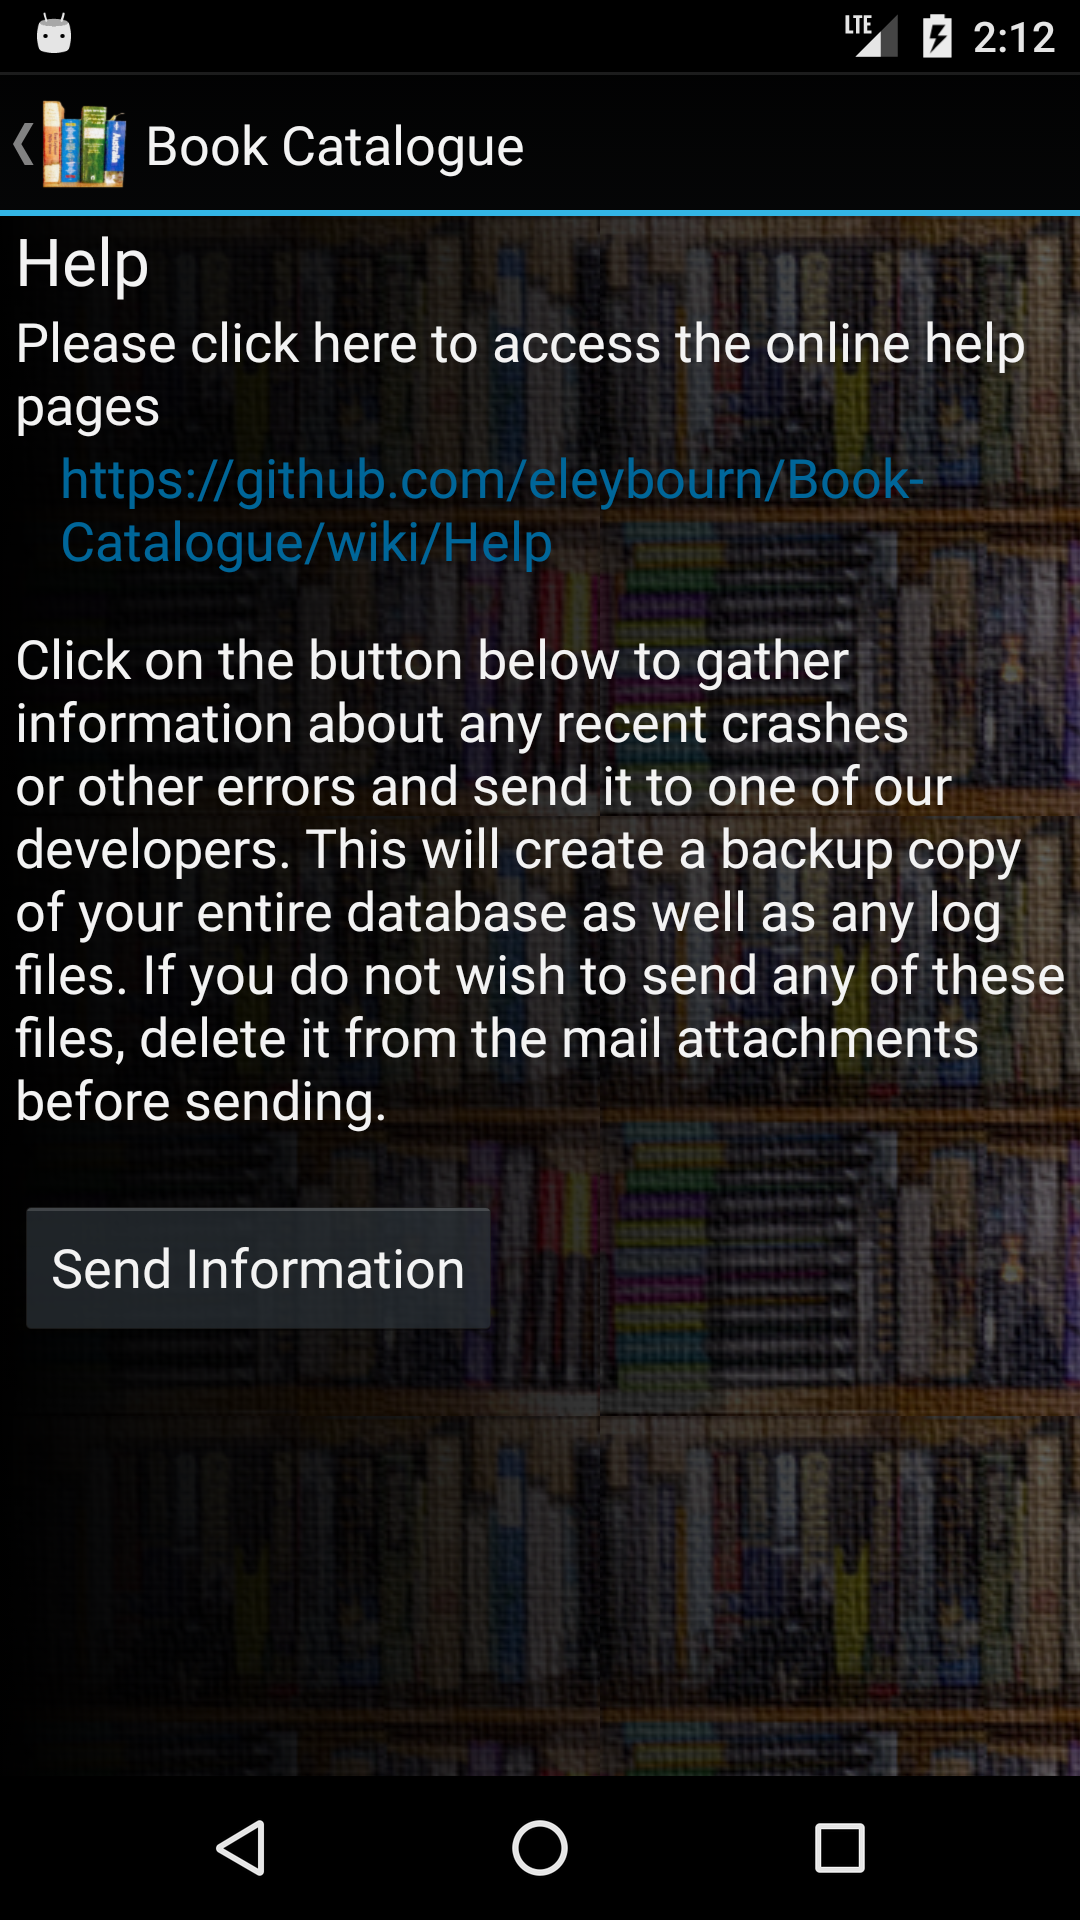 LTE 2:12
Book Catalogue
Help
Please click here to access the online help
pages
https://github.com/eleybourn/Book-
Catalogue/wiki/Help
Click on the button below to gather
information about any recent crashes
or other errors and send it to one of our
developers. This will create a backup copy
of your entire database as well as any log
files. If you do not wish to send any of these
files, delete it from the mail attachments
before sending.
Send Information